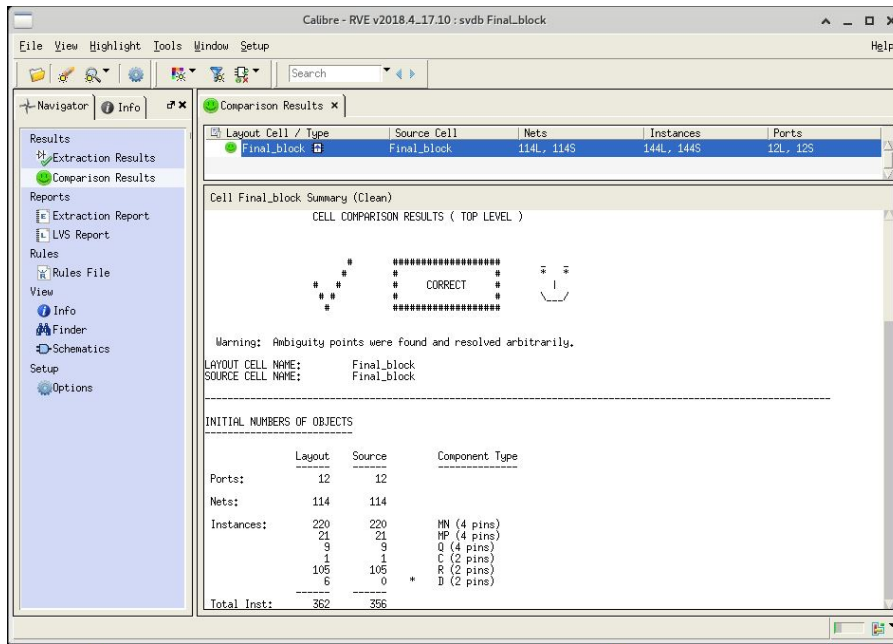 Calibre - RVE v2018.4_17.10 : svdb Final_block
File View Highlight Tools Window Setup Help
Search
Navigator Info
Comparison Results
Results
Extraction Results
Comparison Results
Reports
Extraction Report
LVS Report
Rules
Rules File
View
Info
Finder
Schematics
Setup
Options
Layout Cell / Type Source Cell Nets Instances Ports
Final_block Final_block 114L, 114S 144L, 144S 12L, 12S
Cell Final_block Summary (Clean)
CELL COMPARISON RESULTS ( TOP LEVEL )
CORRECT
Warning: Ambiguity points were found and resolved arbitrarily.
LAYOUT CELL NAME: Final_block
SOURCE CELL NAME: Final_block
INITIAL NUMBERS OF OBJECTS
Layout Source Component Type
Ports: 12 12
Nets: 114 114
Instances: 220 220 MN (4 pins)
21 21 MP (4 pins)
9 9 Q (4 pins)
1 1 C (2 pins)
105 105 R (2 pins)
6 0 * D (2 pins)
Total Inst: 362 356